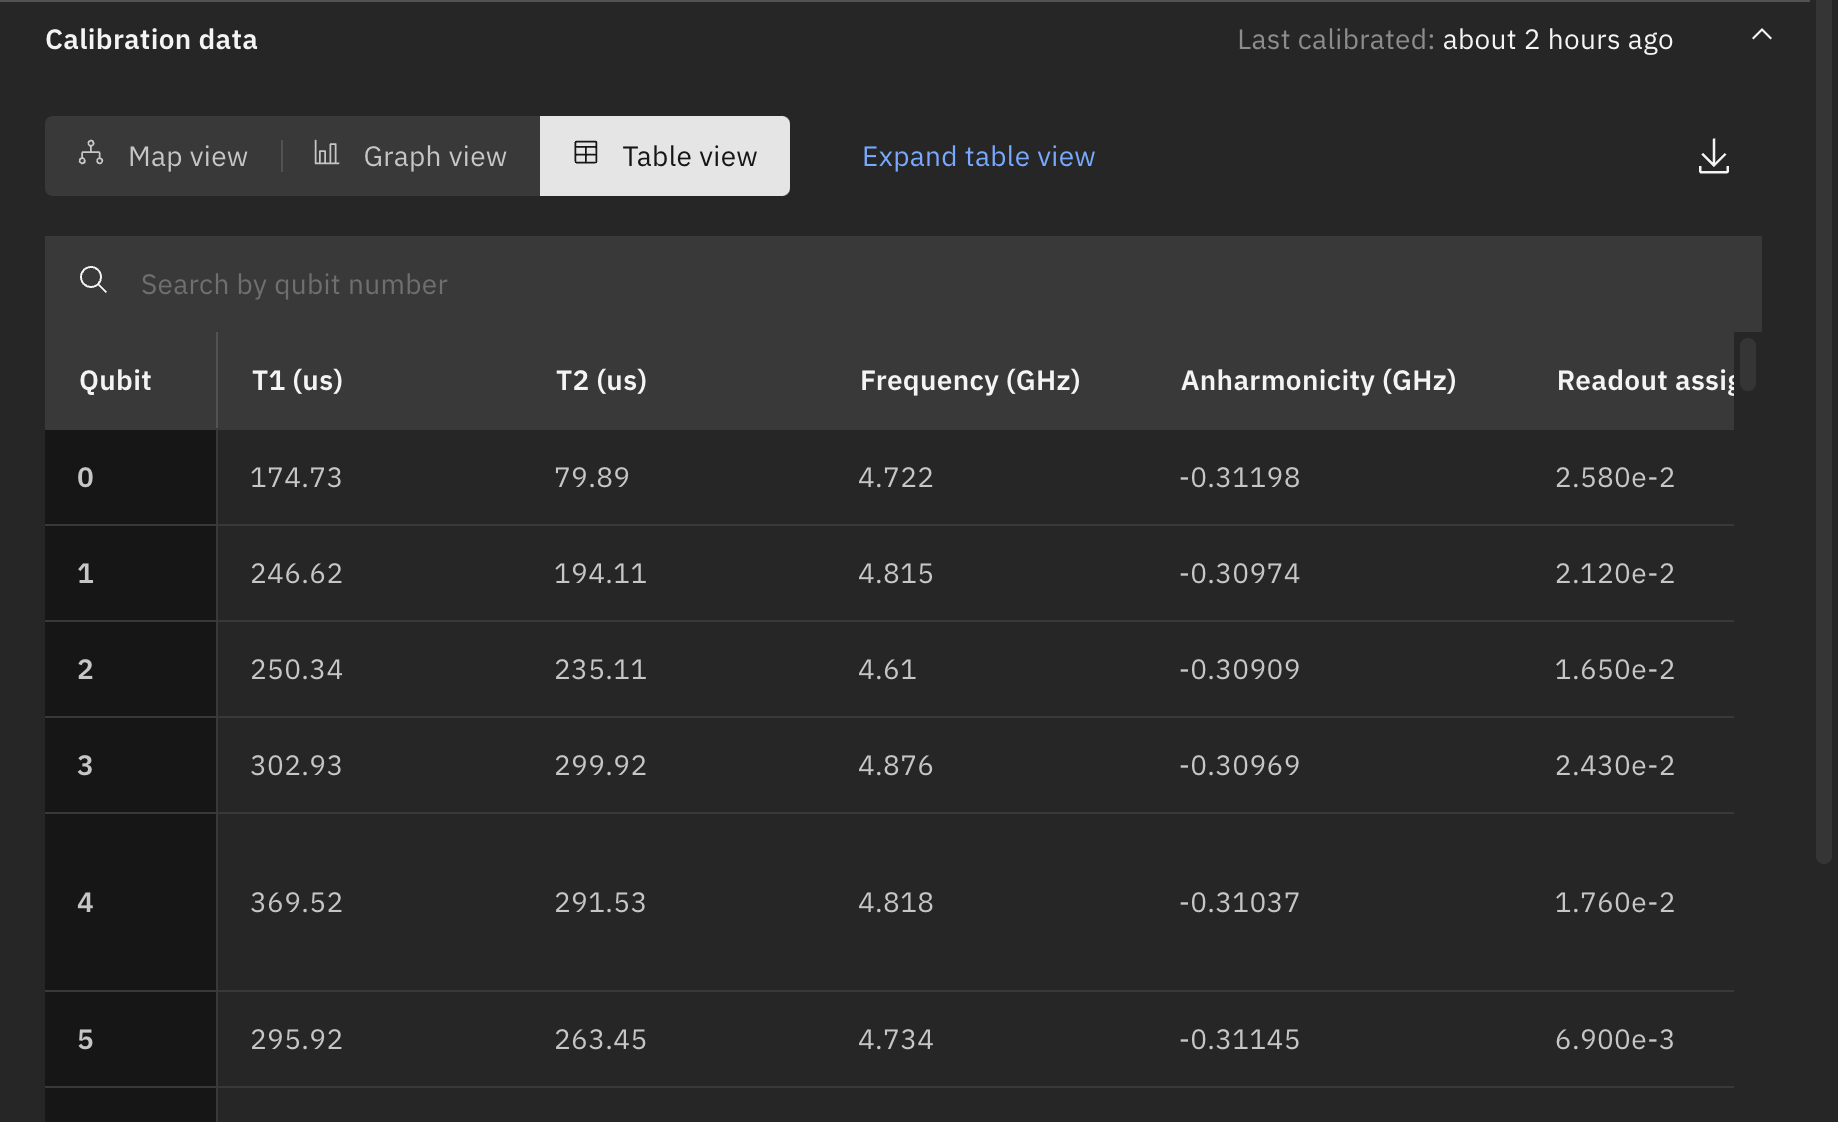 Calibration data Last calibrated: about 2 hours ago
Map view Graph view Table view Expand table view
Search by qubit number
Qubit T1 (us) T2 (us) Frequency (GHz) Anharmonicity (GHz) Readout assig
0 174.73 79.89 4.722 -0.31198 2.580e-2
1 246.62 194.11 4.815 -0.30974 2.120e-2
2 250.34 235.11 4.61 -0.30909 1.650e-2
3 302.93 299.92 4.876 -0.30969 2.430e-2
4 369.52 291.53 4.818 -0.31037 1.760e-2
5 295.92 263.45 4.734 -0.31145 6.900e-3